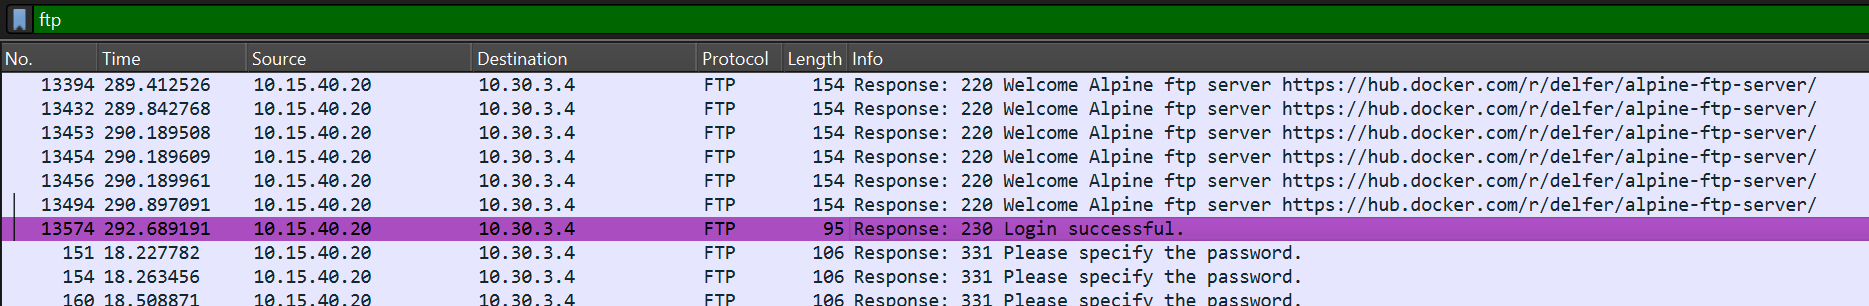 ftp
No. Time Source Destination Protocol Length Info
13394 289.412526 10.15.40.20 10.30.3.4 FTP 154 Response: 220 Welcome Alpine ftp server https://hub.docker.com/r/delfer/alpine-ftp-server/
13432 289.842768 10.15.40.20 10.30.3.4 FTP 154 Response: 220 Welcome Alpine ftp server https://hub.docker.com/r/delfer/alpine-ftp-server/
13453 290.189508 10.15.40.20 10.30.3.4 FTP 154 Response: 220 Welcome Alpine ftp server https://hub.docker.com/r/delfer/alpine-ftp-server/
13454 290.189609 10.15.40.20 10.30.3.4 FTP 154 Response: 220 Welcome Alpine ftp server https://hub.docker.com/r/delfer/alpine-ftp-server/
13456 290.189961 10.15.40.20 10.30.3.4 FTP 154 Response: 220 Welcome Alpine ftp server https://hub.docker.com/r/delfer/alpine-ftp-server/
13494 290.897091 10.15.40.20 10.30.3.4 FTP 154 Response: 220 Welcome Alpine ftp server https://hub.docker.com/r/delfer/alpine-ftp-server/
13574 292.689191 10.15.40.20 10.30.3.4 FTP 95 Response: 230 Login successful.
151 18.227782 10.15.40.20 10.30.3.4 FTP 106 Response: 331 Please specify the password.
154 18.263456 10.15.40.20 10.30.3.4 FTP 106 Response: 331 Please specify the password.
160 18.508871 10.15.40.20 10.30.3.4 FTP 106 Response: 331 Please specify the password.